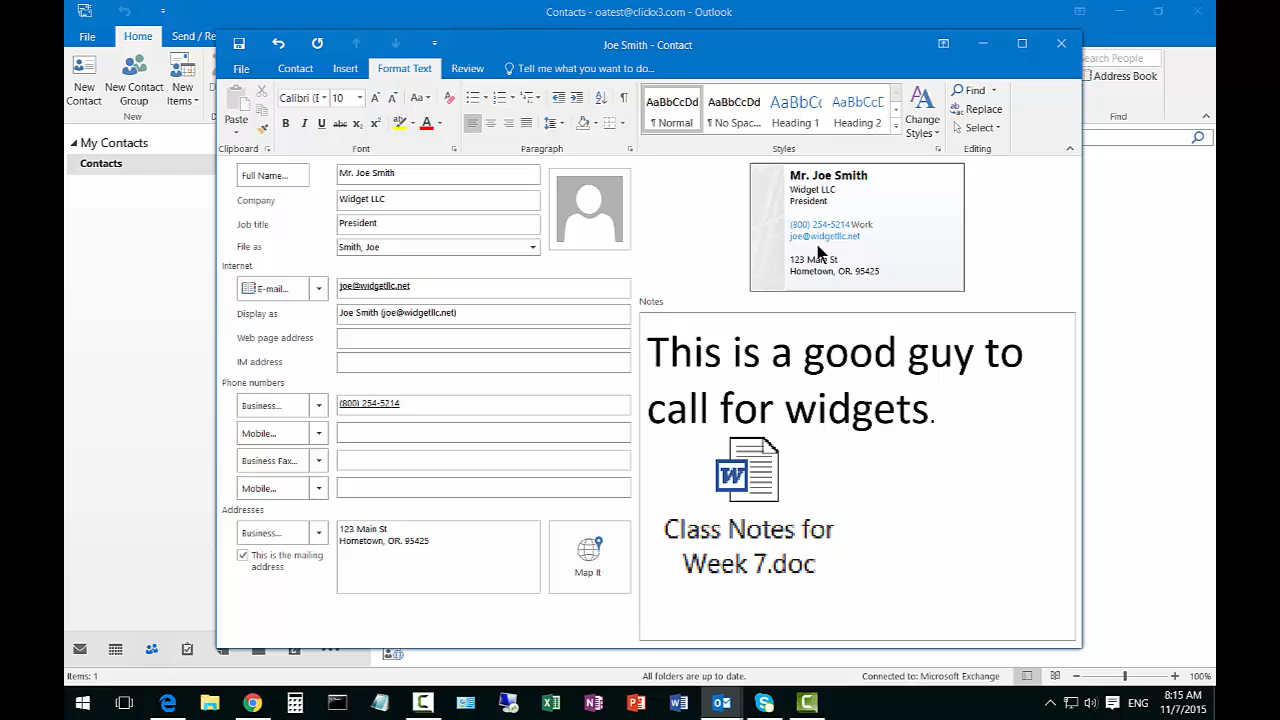 Contacts - oatest@clickx3.com - Outlook
File
Home
Send / Re
Search People
Address Book
New Contact
New Contact Group
New Items
New
Find
My Contacts
Contacts
Joe Smith - Contact
File
Contact
Insert
Format Text
Review
Tell me what you want to do...
Paste
Clipboard
Calibri (E
10
A
A
Aa
B
I
U
abc
x₂
x²
A
Font
Paragraph
AaBbCcDd
¶ Normal
AaBbCcDd
¶ No Spac...
AaBbCc
Heading 1
AaBbCcD
Heading 2
Styles
Change Styles
Find
Replace
Select
Editing
Full Name...
Mr. Joe Smith
Company
Widget LLC
Job title
President
File as
Smith, Joe
Internet
E-mail...
joe@widgetllc.net
Display as
Joe Smith (joe@widgetllc.net)
Web page address
IM address
Phone numbers
Business...
(800) 254-5214
Mobile...
Business Fax...
Mobile...
Addresses
Business...
123 Main St
Hometown, OR. 95425
This is the mailing
address
Map It
Mr. Joe Smith
Widget LLC
President
(800) 254-5214 Work
joe@widgetllc.net
123 Main St
Hometown, OR. 95425
Notes
This is a good guy to
call for widgets.
Class Notes for
Week 7.doc
Items: 1
All folders are up to date.
Connected to: Microsoft Exchange
100%
ENG
8:15 AM
11/7/2015